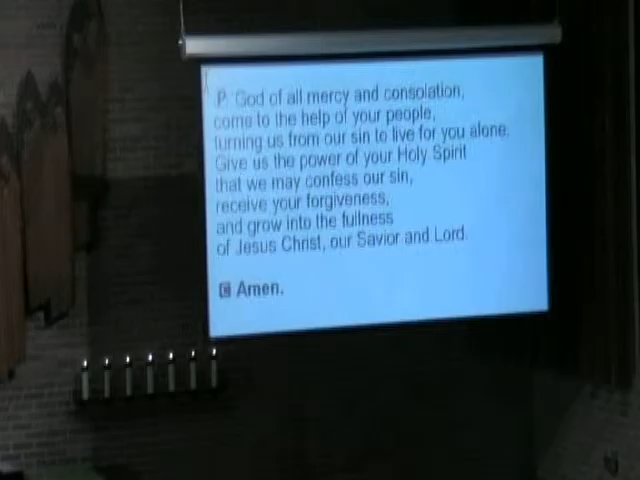 P. God of all mercy and consolation,
come to the help of your people,
turning us from our sin to live for you alone.
Give us the power of your Holy Spirit
that we may confess our sin,
receive your forgiveness,
and grow into the fullness
of Jesus Christ, our Savior and Lord.
C Amen.